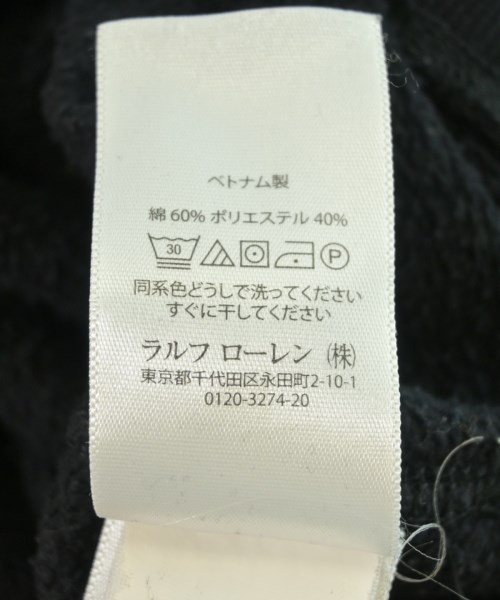 ベトナム製
綿 60% ポリエステル 40%
30 P
同系色どうしで洗ってください
すぐに干してください
ラルフ ローレン (株)
東京都千代田区永田町2-10-1
0120-3274-20